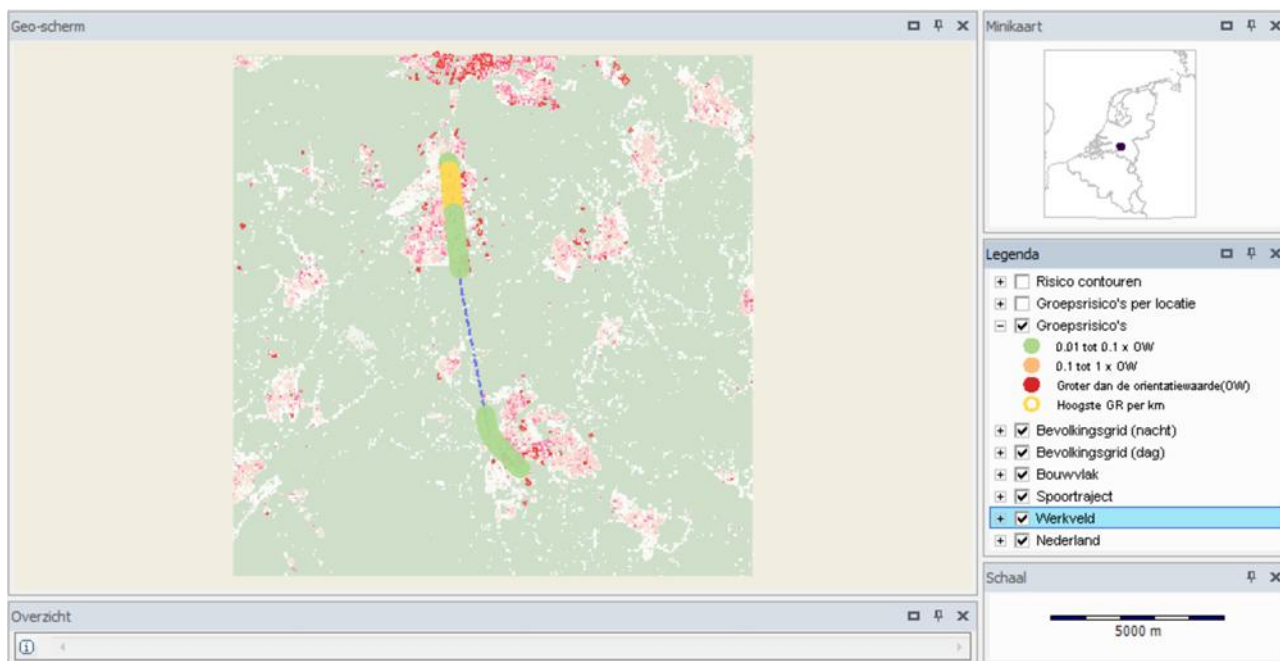 Geo-scherm
Minikaart
Legenda
Risico contouren
Groepsrisico's per locatie
Groepsrisico's
0.01 tot 0.1 x OW
0.1 tot 1 x OW
Groter dan de orientatiewaarde(OW)
Hoogste GR per km
Bevolkingsgrid (nacht)
Bevolkingsgrid (dag)
Bouwvlak
Spoortraject
Werkveld
Nederland
Schaal
5000 m
Overzicht